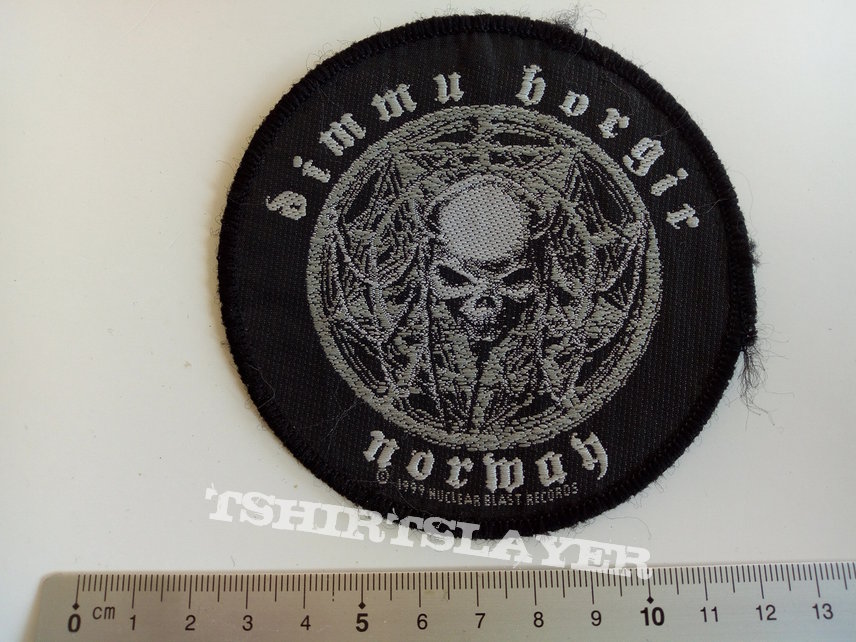 dimmu borgir
norway
© 1999 NUCLEAR BLAST RECORDS
TSHIRTSLAYER
0 cm 1 2 3 4 5 6 7 8 9 10 11 12 13